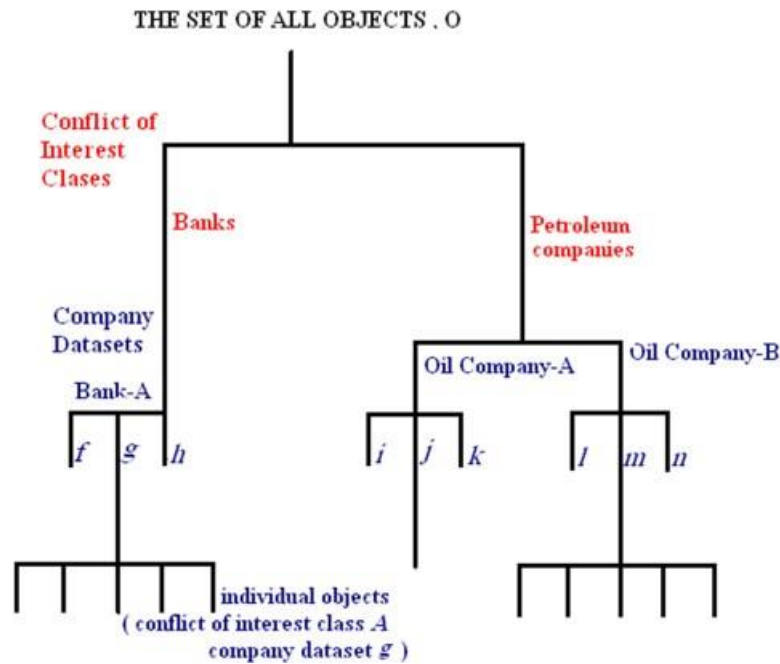 THE SET OF ALL OBJECTS , O
Conflict of
Interest
Clases
Banks
Petroleum
companies
Company
Datasets
Bank-A
Oil Company-A
Oil Company-B
f g h
i j k
l m n
individual objects
( conflict of interest class A
company dataset g )